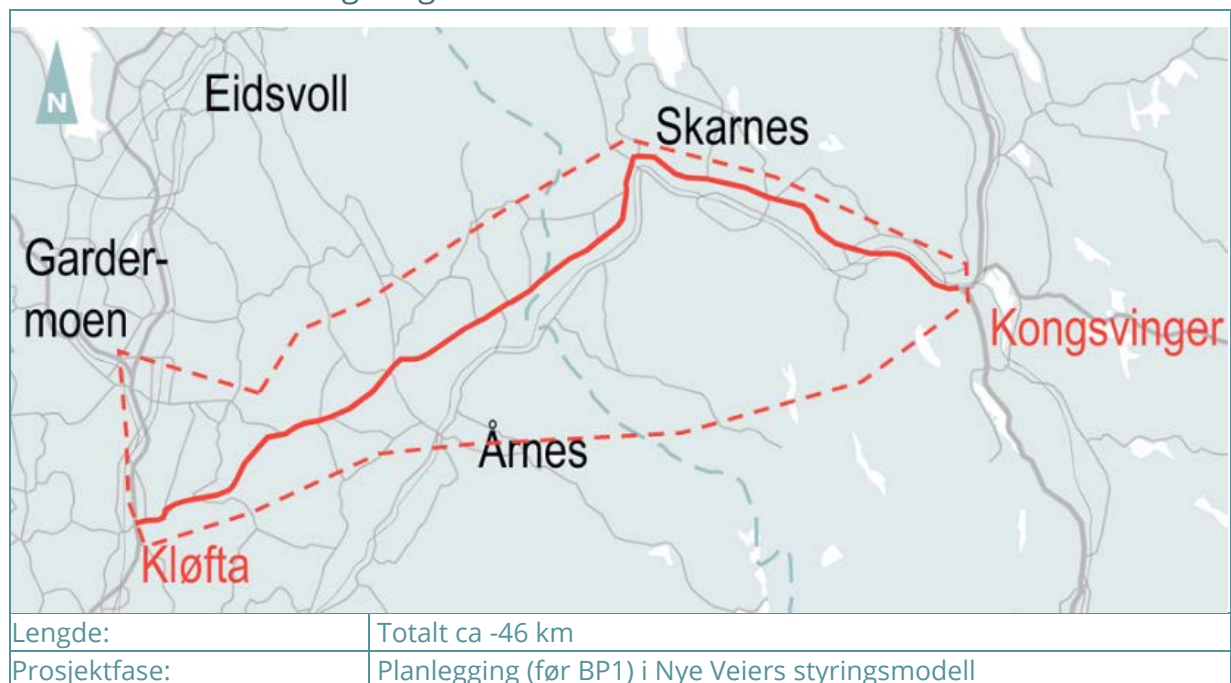 Eidsvoll
Skarnes
N
Garder-
moen
Kongsvinger
Årnes
Kløfta
Lengde: Totalt ca -46 km
Prosjektfase: Planlegging (før BP1) i Nye Veiers styringsmodell